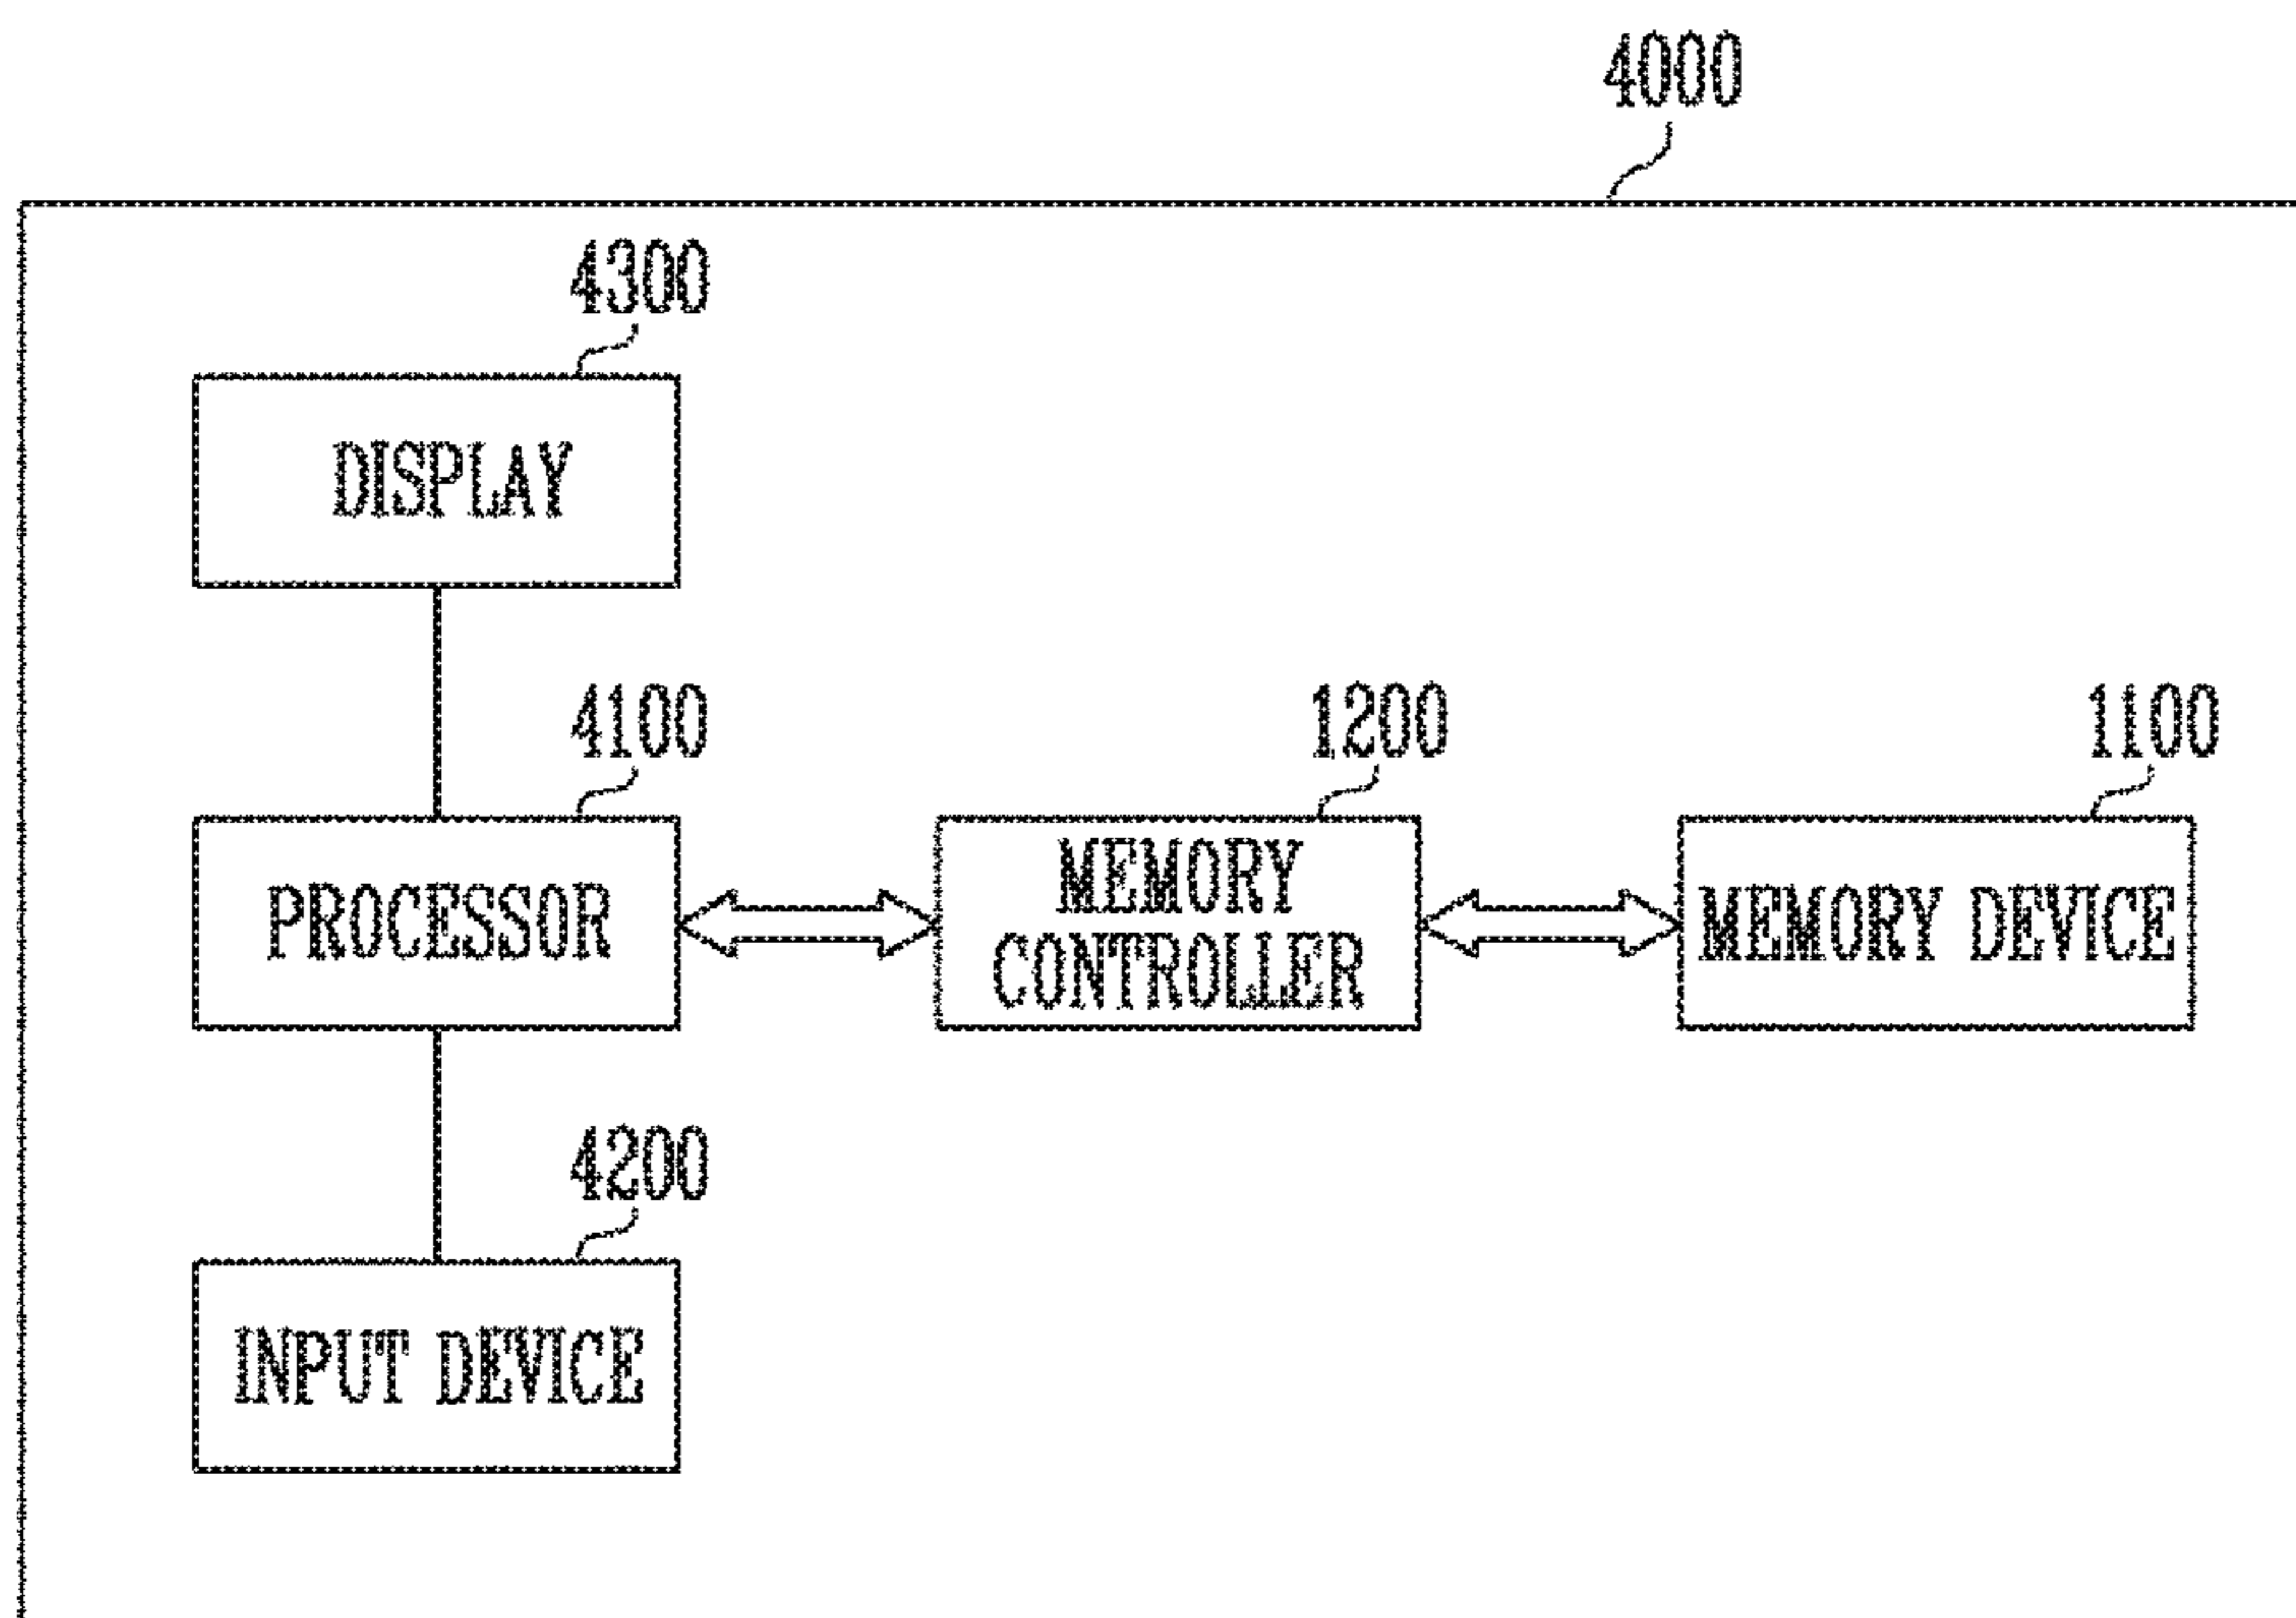 4000
4300
DISPLAY
4100
1200
1100
PROCESSOR
MEMORY
CONTROLLER
MEMORY DEVICE
4200
INPUT DEVICE